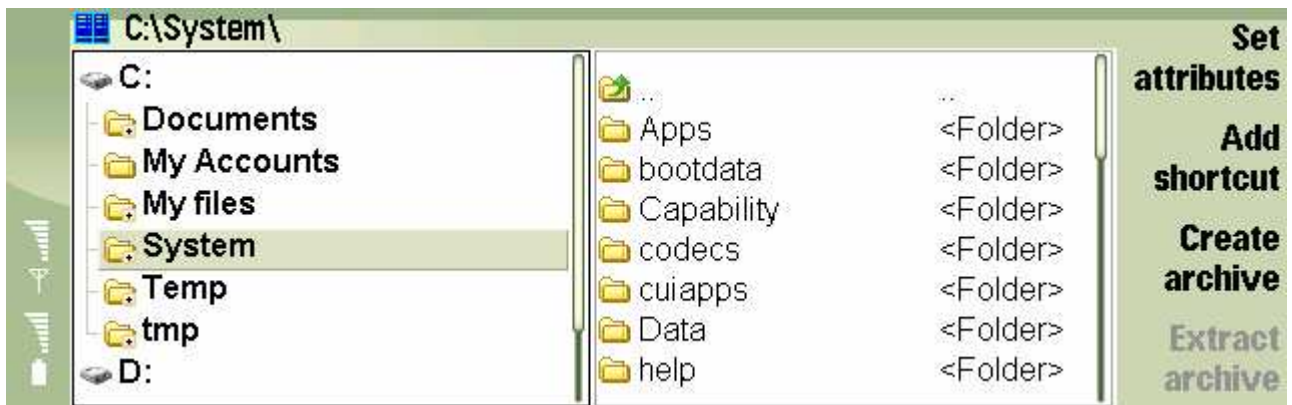 C:\System\
C:
Documents
My Accounts
My files
System
Temp
tmp
D:
.. ..
Apps <Folder>
bootdata <Folder>
Capability <Folder>
codecs <Folder>
cuiapps <Folder>
Data <Folder>
help <Folder>
Set
attributes
Add
shortcut
Create
archive
Extract
archive